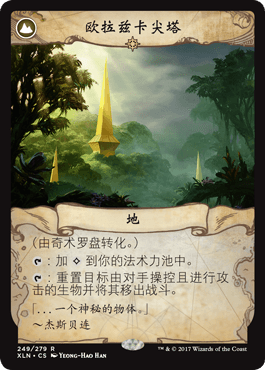 欧拉兹卡尖塔
地
（由奇术罗盘转化。）
：加 到你的法术力池中。
：重置目标由对手操控且进行攻
击的生物并将其移出战斗。
「...一个神秘的物体。」
～杰斯贝连
249/279 R
XLN • CS YEONG-HAO HAN
™ & © 2017 Wizards of the Coast